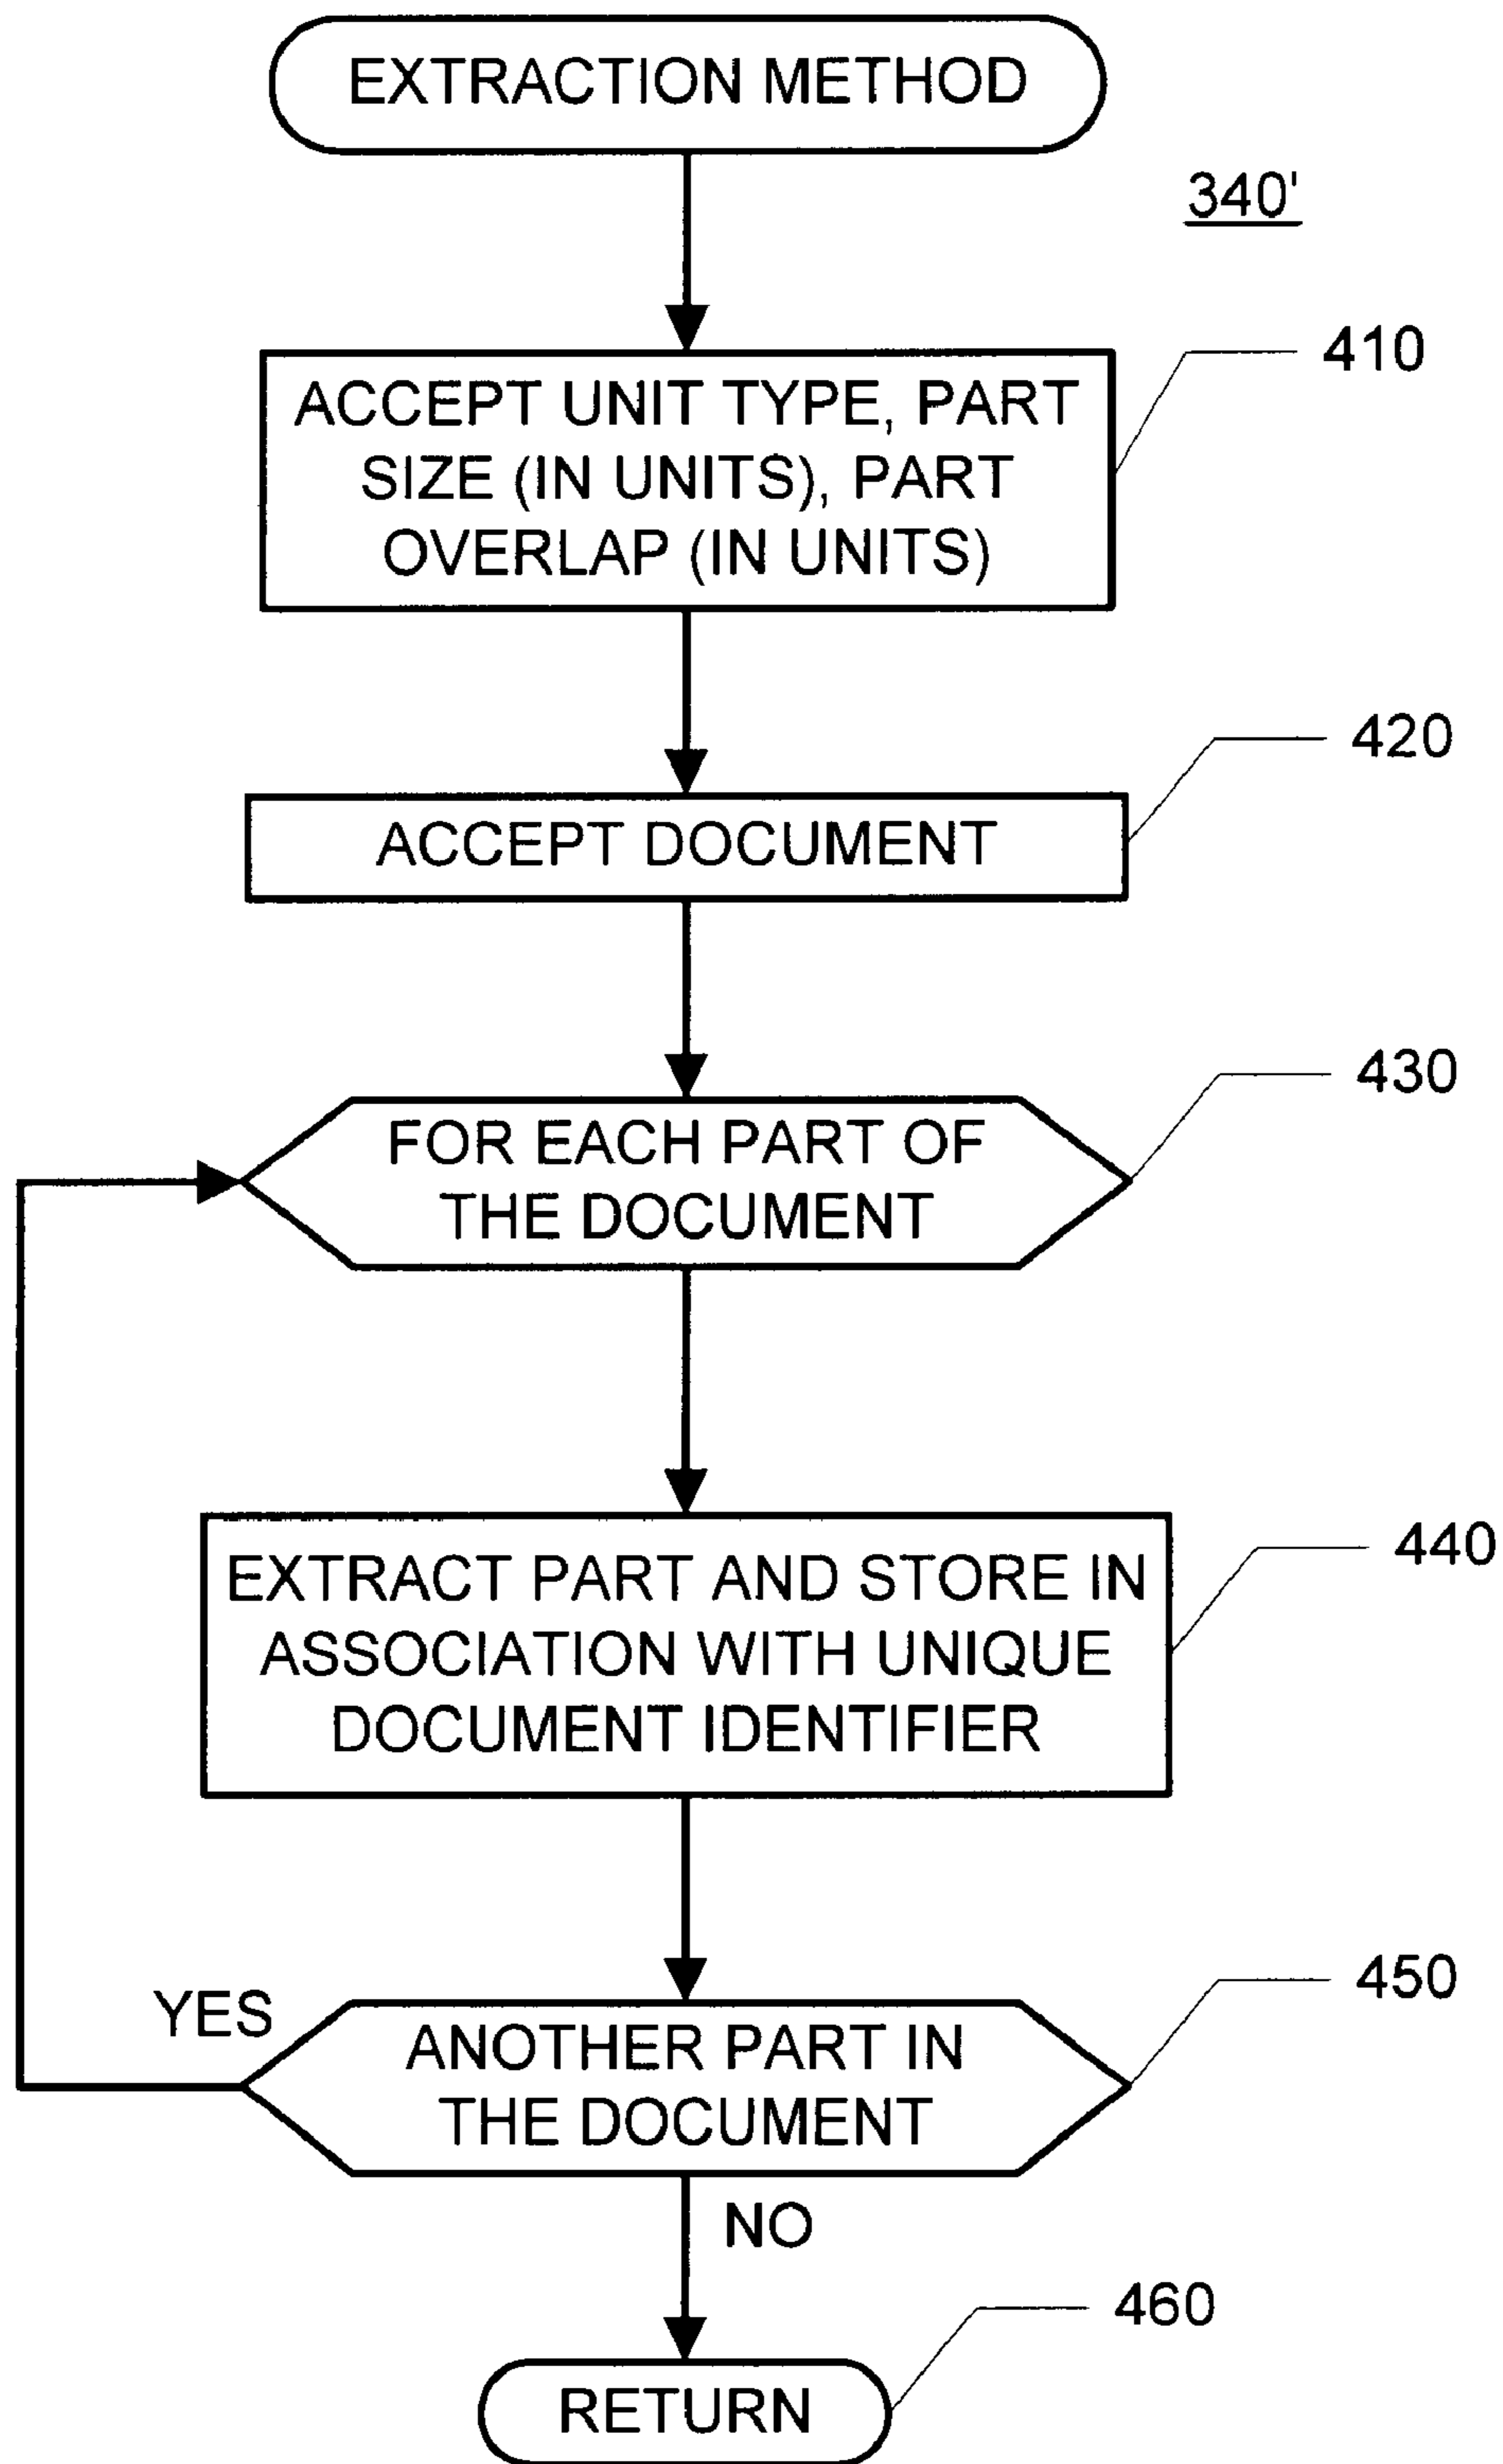 EXTRACTION METHOD
340'
ACCEPT UNIT TYPE, PART
SIZE (IN UNITS), PART
OVERLAP (IN UNITS)
410
ACCEPT DOCUMENT
420
FOR EACH PART OF
THE DOCUMENT
430
EXTRACT PART AND STORE IN
ASSOCIATION WITH UNIQUE
DOCUMENT IDENTIFIER
440
YES
ANOTHER PART IN
THE DOCUMENT
450
NO
RETURN
460